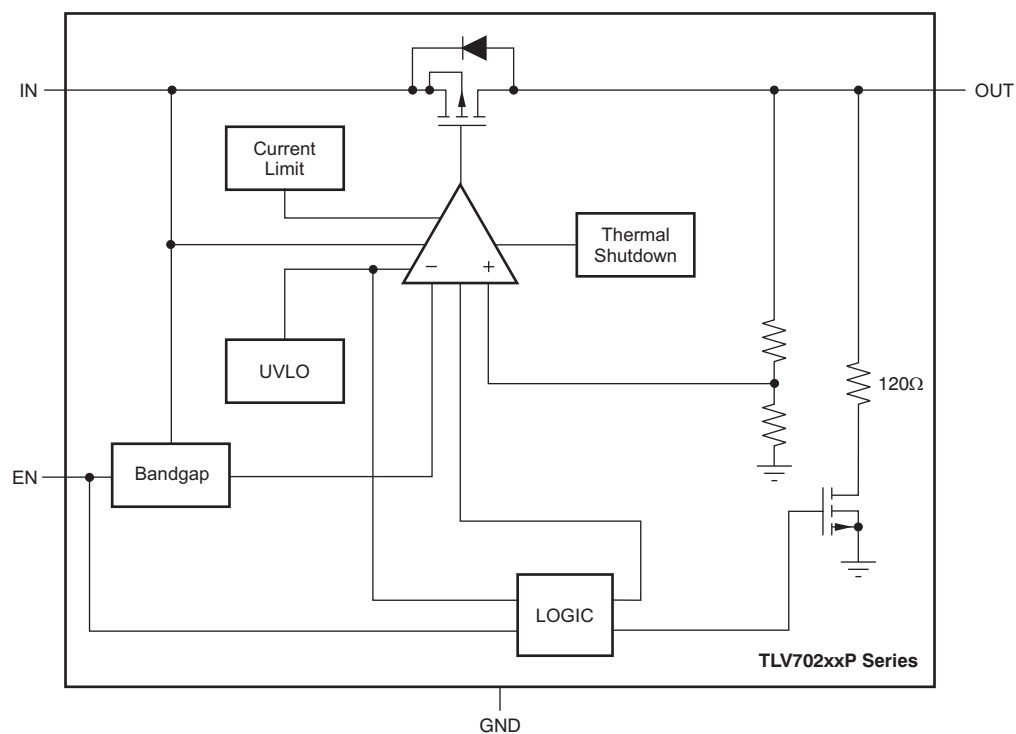 IN
OUT
Current
Limit
Thermal
Shutdown
−
+
UVLO
120Ω
EN
Bandgap
LOGIC
TLV702xxP Series
GND